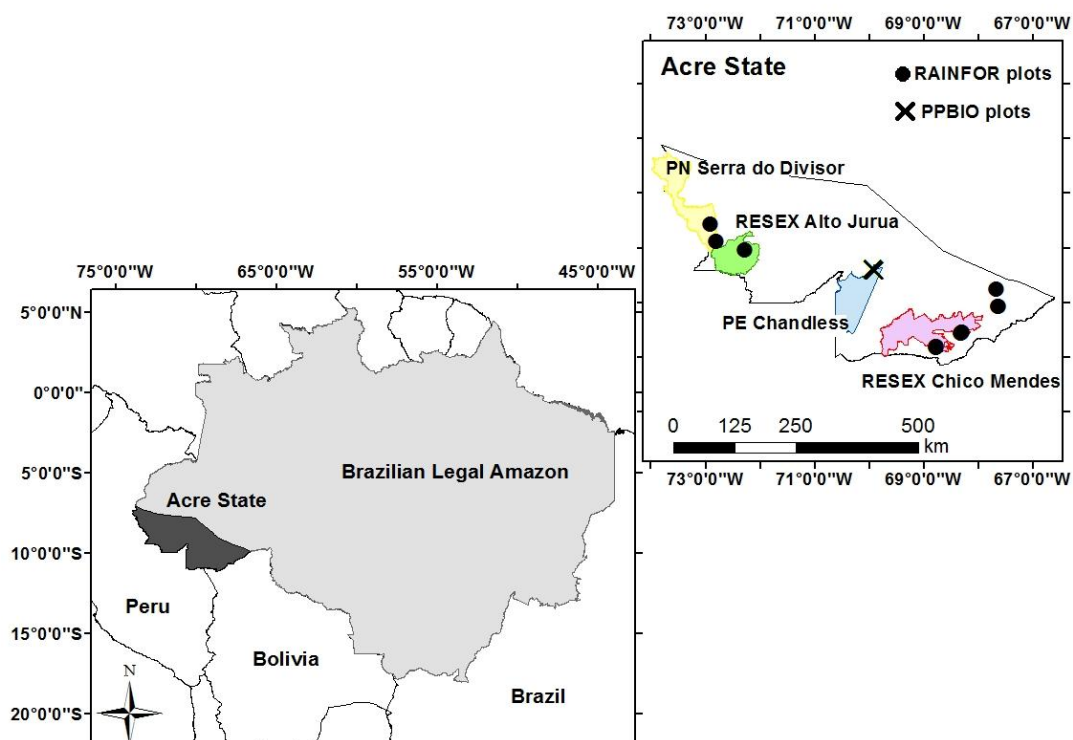 73°0'0"W 71°0'0"W 69°0'0"W 67°0'0"W
Acre State
RAINFOR plots
PPBIO plots
PN Serra do Divisor
RESEX Alto Jurua
PE Chandless
RESEX Chico Mendes
0 125 250 500
km
73°0'0"W 71°0'0"W 69°0'0"W 67°0'0"W
75°0'0"W 65°0'0"W 55°0'0"W 45°0'0"W
5°0'0"N
0°0'0"
5°0'0"S
10°0'0"S
15°0'0"S
20°0'0"S
Brazilian Legal Amazon
Acre State
Peru
Bolivia
Brazil
N